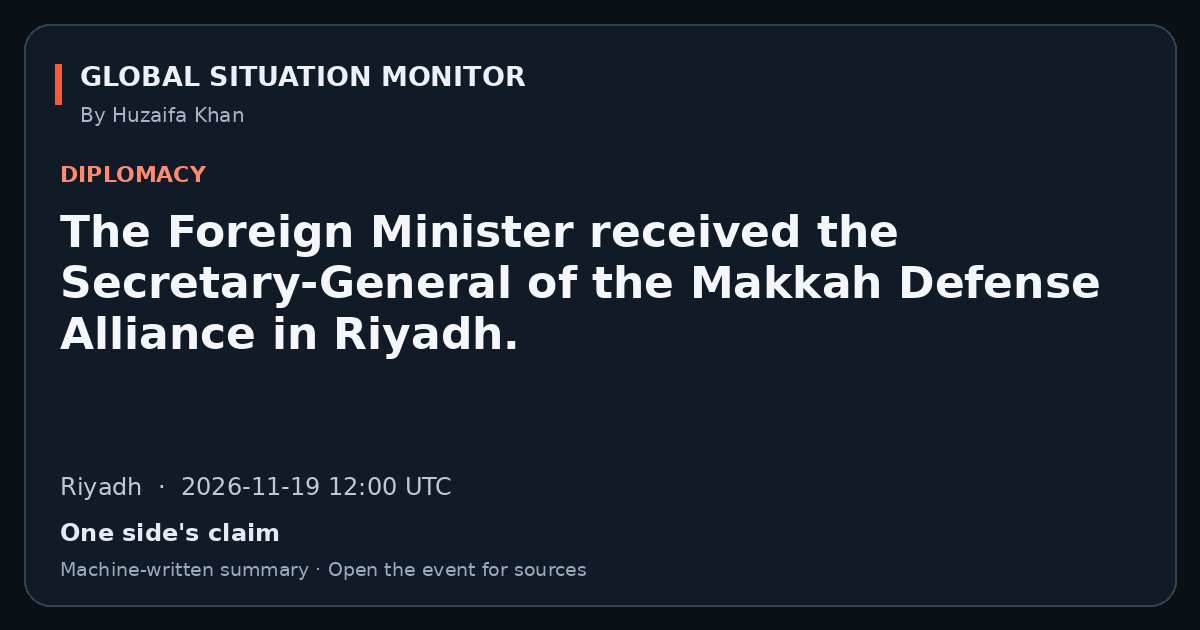 GLOBAL SITUATION MONITOR
By Huzaifa Khan
DIPLOMACY
The Foreign Minister received the
Secretary-General of the Makkah Defense
Alliance in Riyadh.
Riyadh · 2026-11-19 12:00 UTC
One side's claim
Machine-written summary · Open the event for sources